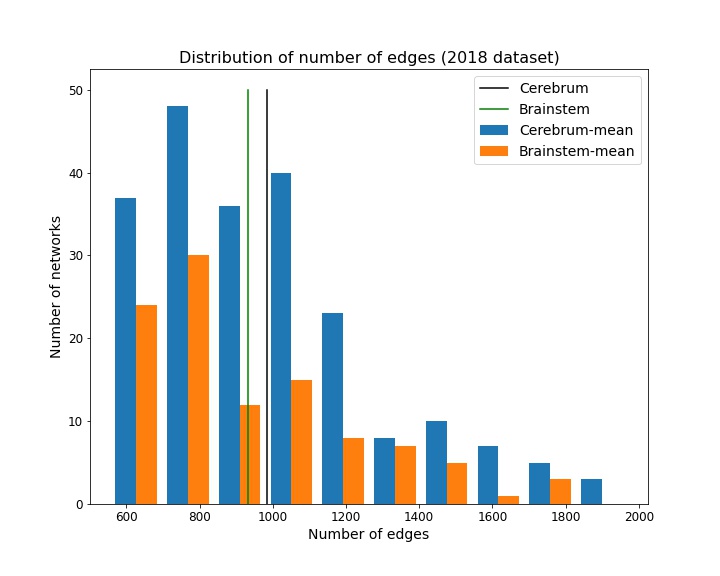 Distribution of number of edges (2018 dataset)
Cerebrum
Brainstem
Cerebrum-mean
Brainstem-mean
50
40
30
20
10
0
Number of networks
600 800 1000 1200 1400 1600 1800 2000
Number of edges